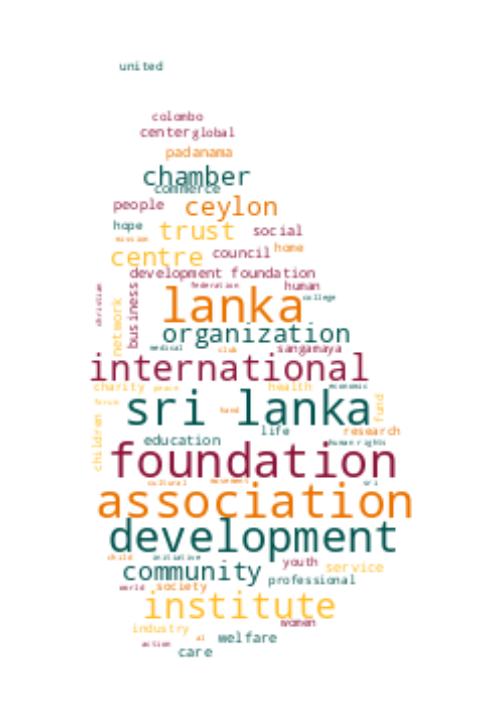 united
colombo
center global
padanama
chamber
commerce
people ceylon
hope trust social
mission
centre council home
development foundation
federation human
christian business lanka college
network organization
medical club sangamaya
international
charity peace health economic
forum sri lanka fund
hand
children life research
education human rights
foundation
cultural movement sri
association
development
child initiative
community youth service
professional
world society
institute
women
industry al welfare
action care